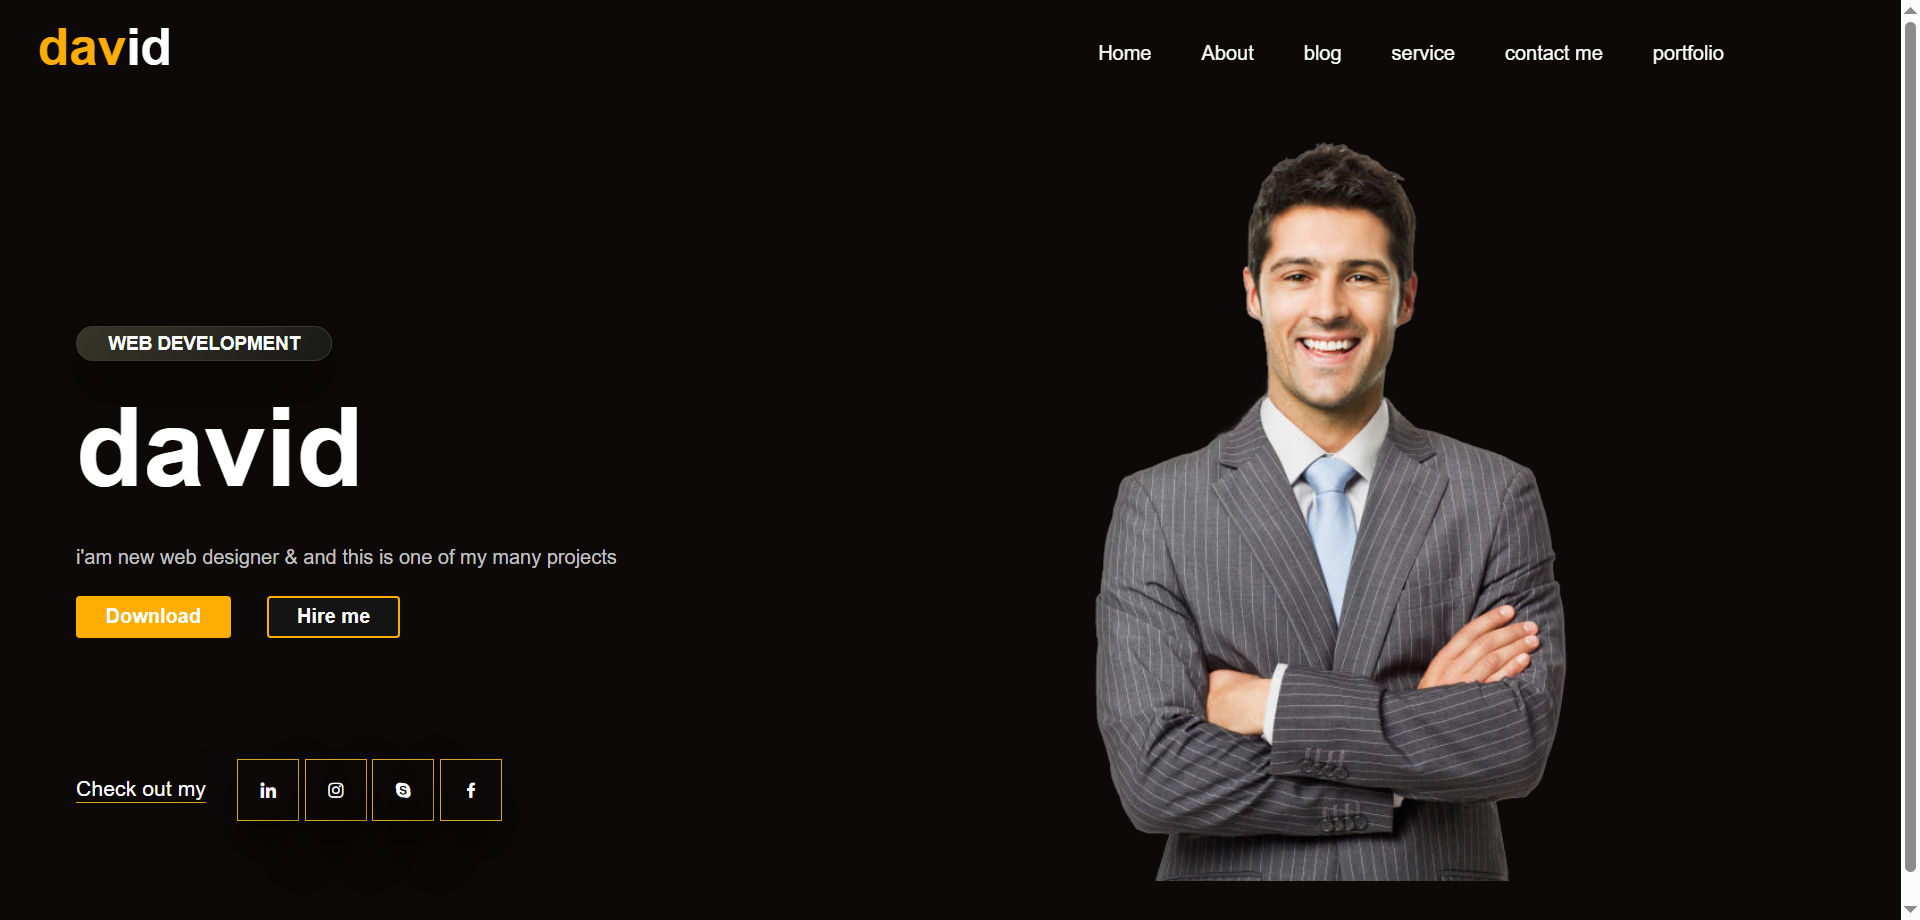 david
Home About blog service contact me portfolio
WEB DEVELOPMENT
david
i'am new web designer & and this is one of my many projects
Download Hire me
Check out my